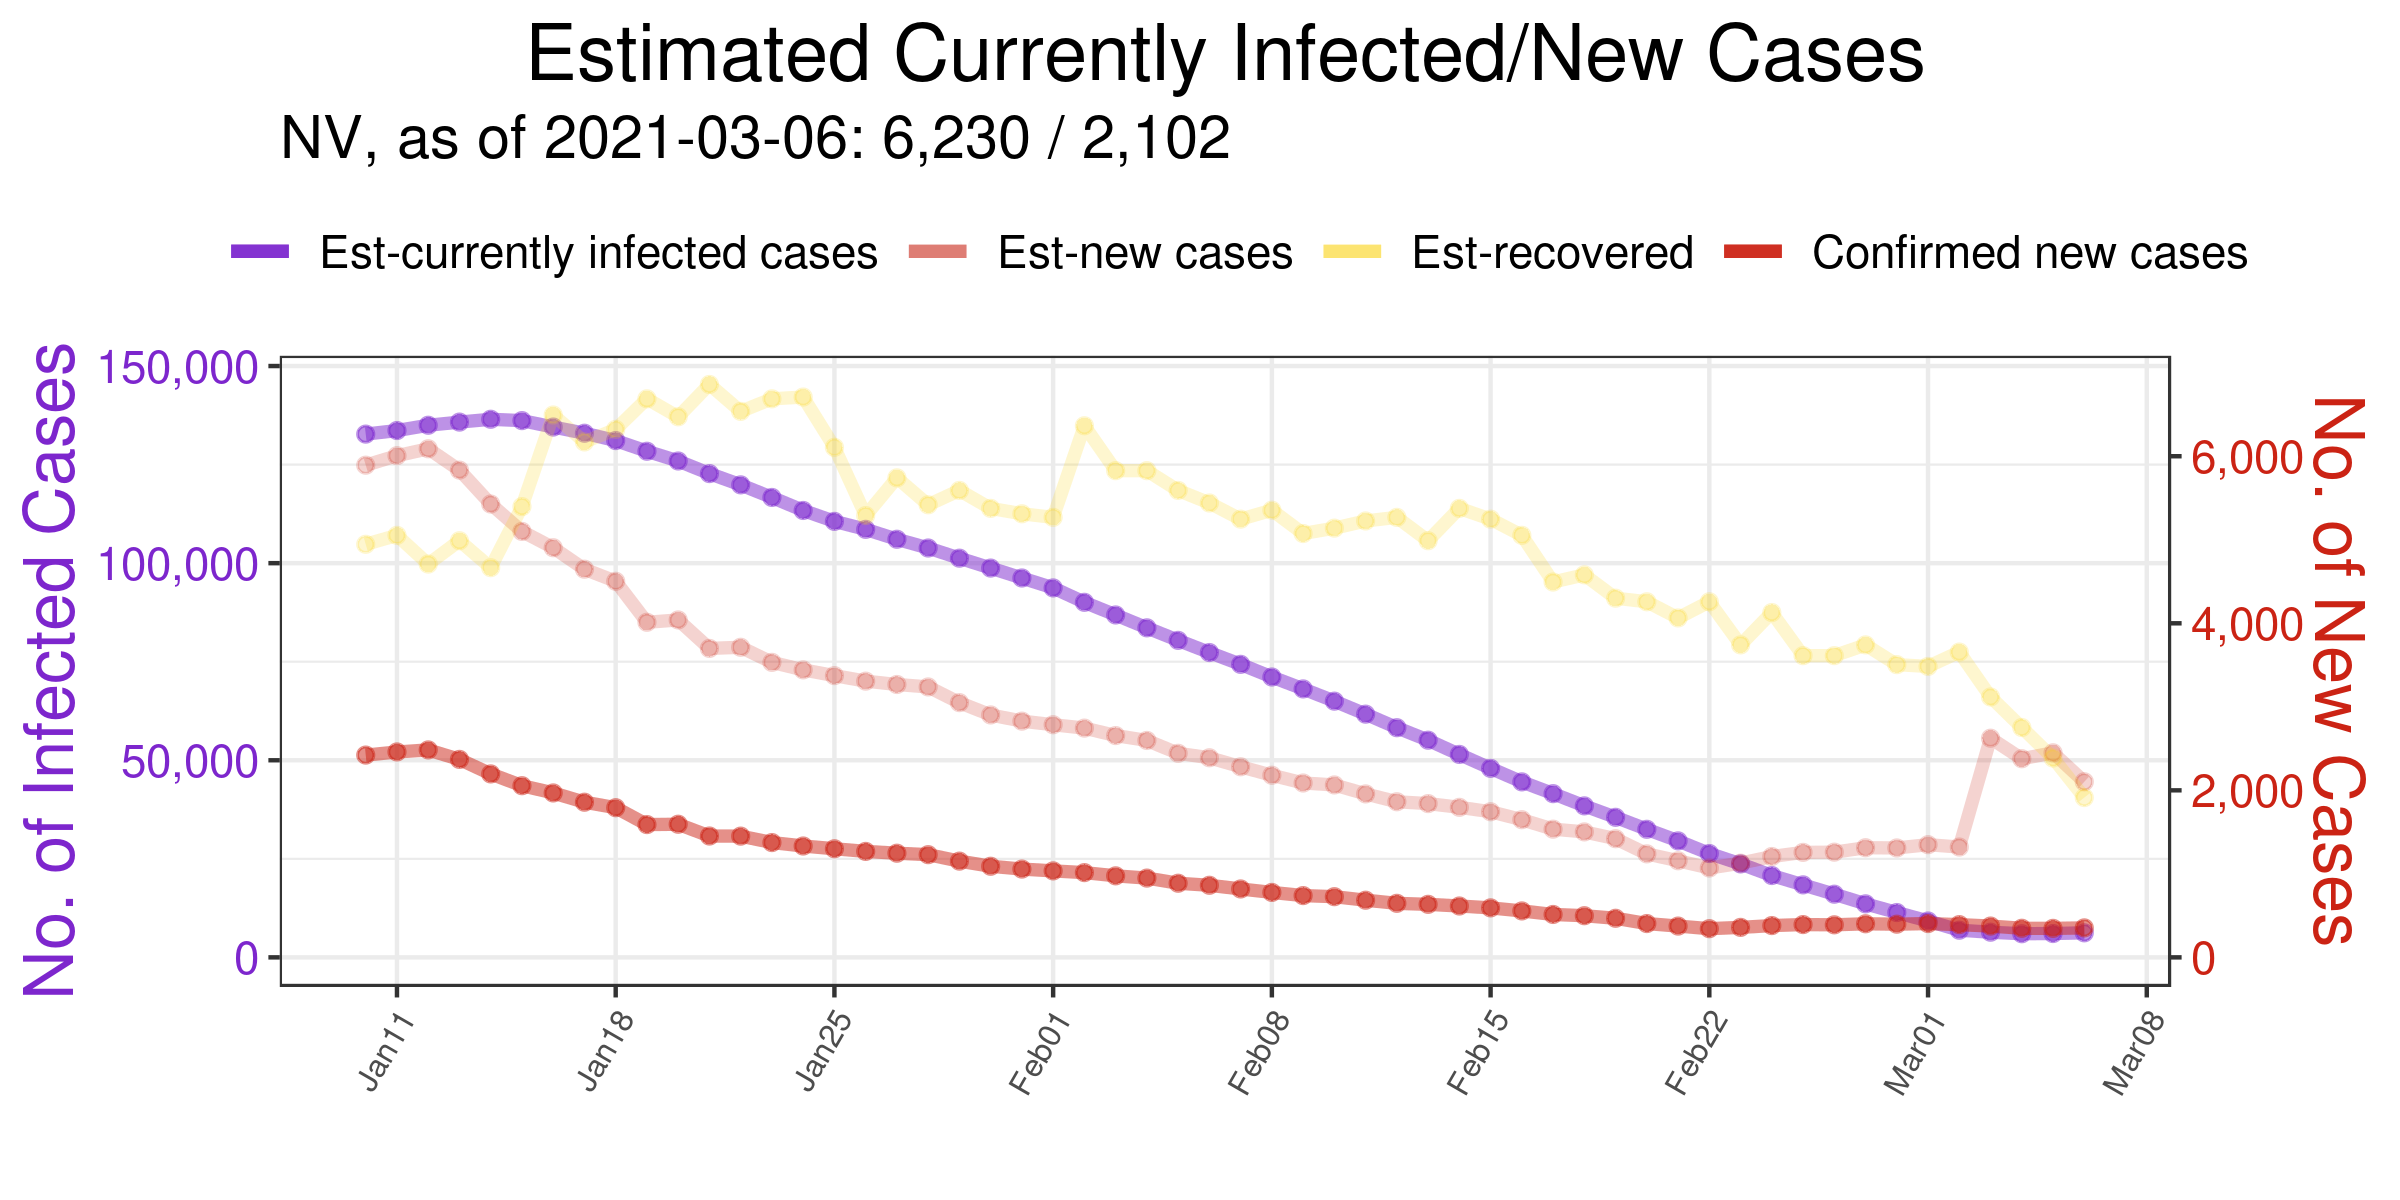 Estimated Currently Infected/New Cases
NV, as of 2021-03-06: 6,230 / 2,102
Est-currently infected cases Est-new cases Est-recovered Confirmed new cases
No. of Infected Cases
150,000
100,000
50,000
0
6,000
4,000
2,000
0
No. of New Cases
Jan11 Jan18 Jan25 Feb01 Feb08 Feb15 Feb22 Mar01 Mar08